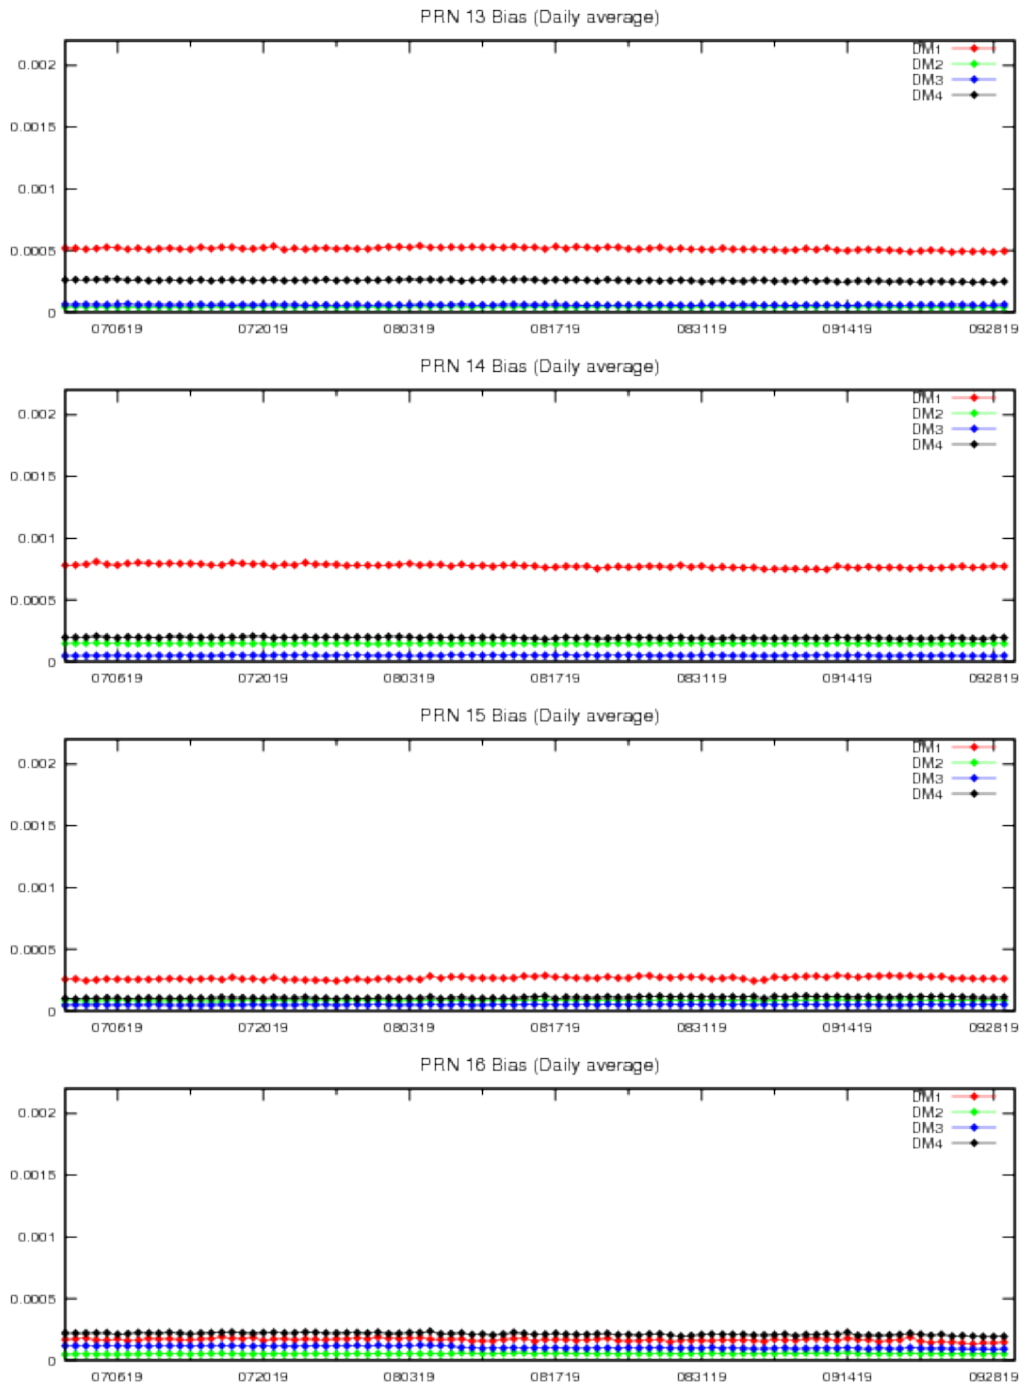 PRN 13 Bias (Daily average)
DM1
0.002
DM2
DM3
DM4
0.0015
0.001
0.0005
0
070619 072019 080319 081719 083119 091419 092819
PRN 14 Bias (Daily average)
DM1
0.002
DM2
DM3
DM4
0.0015
0.001
0.0005
0
070619 072019 080319 081719 083119 091419 092819
PRN 15 Bias (Daily average)
DM1
0.002
DM2
DM3
DM4
0.0015
0.001
0.0005
0
070619 072019 080319 081719 083119 091419 092819
PRN 16 Bias (Daily average)
DM1
0.002
DM2
DM3
DM4
0.0015
0.001
0.0005
0
070619 072019 080319 081719 083119 091419 092819